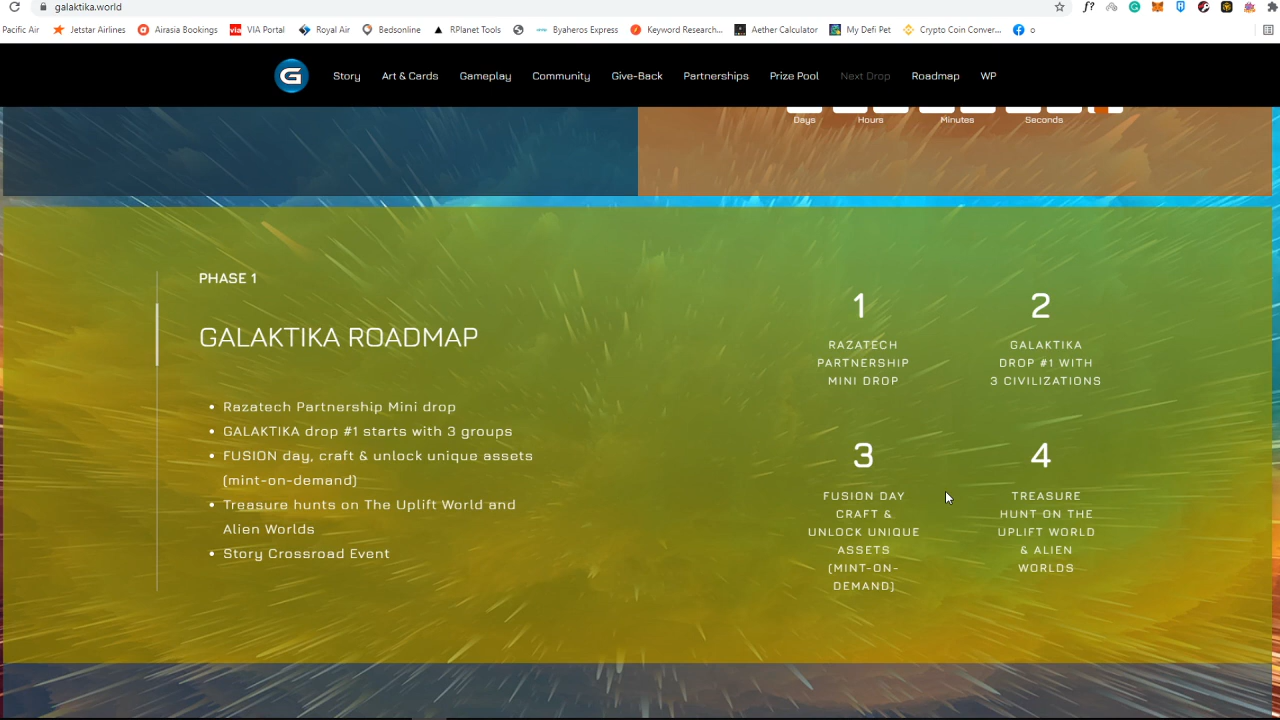 galaktika.world
Pacific Air
Jetstar Airlines
Airasia Bookings
via
VIA Portal
Royal Air
Bedsonline
RPlanet Tools
Byaheros Express
Keyword Research...
Aether Calculator
My Defi Pet
Crypto Coin Conver...
o
G
Story
Art & Cards
Gameplay
Community
Give-Back
Partnerships
Prize Pool
Next Drop
Roadmap
WP
Days
Hours
Minutes
Seconds
PHASE 1
GALAKTIKA ROADMAP
• Razatech Partnership Mini drop
• GALAKTIKA drop #1 starts with 3 groups
• FUSION day, craft & unlock unique assets
(mint-on-demand)
• Treasure hunts on The Uplift World and
Alien Worlds
• Story Crossroad Event
1
RAZATECH
PARTNERSHIP
MINI DROP
2
GALAKTIKA
DROP #1 WITH
3 CIVILIZATIONS
3
FUSION DAY
CRAFT &
UNLOCK UNIQUE
ASSETS
(MINT-ON-
DEMAND)
4
TREASURE
HUNT ON THE
UPLIFT WORLD
& ALIEN
WORLDS